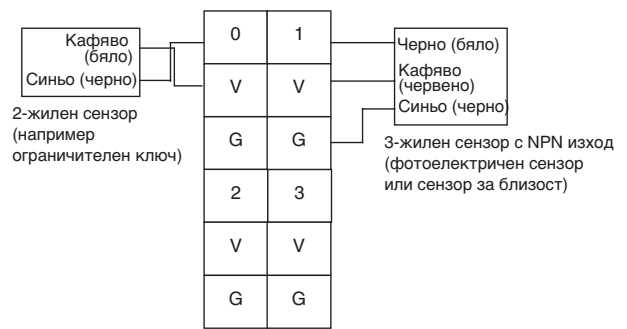 Кафяво
(бяло)
Синьо (черно)
2-жилен сензор
(например
ограничителен ключ)
0 1
V V
G G
2 3
V V
G G
Черно (бяло)
Кафяво
(червено)
Синьо (черно)
3-жилен сензор с NPN изход
(фотоелектричен сензор
или сензор за близост)